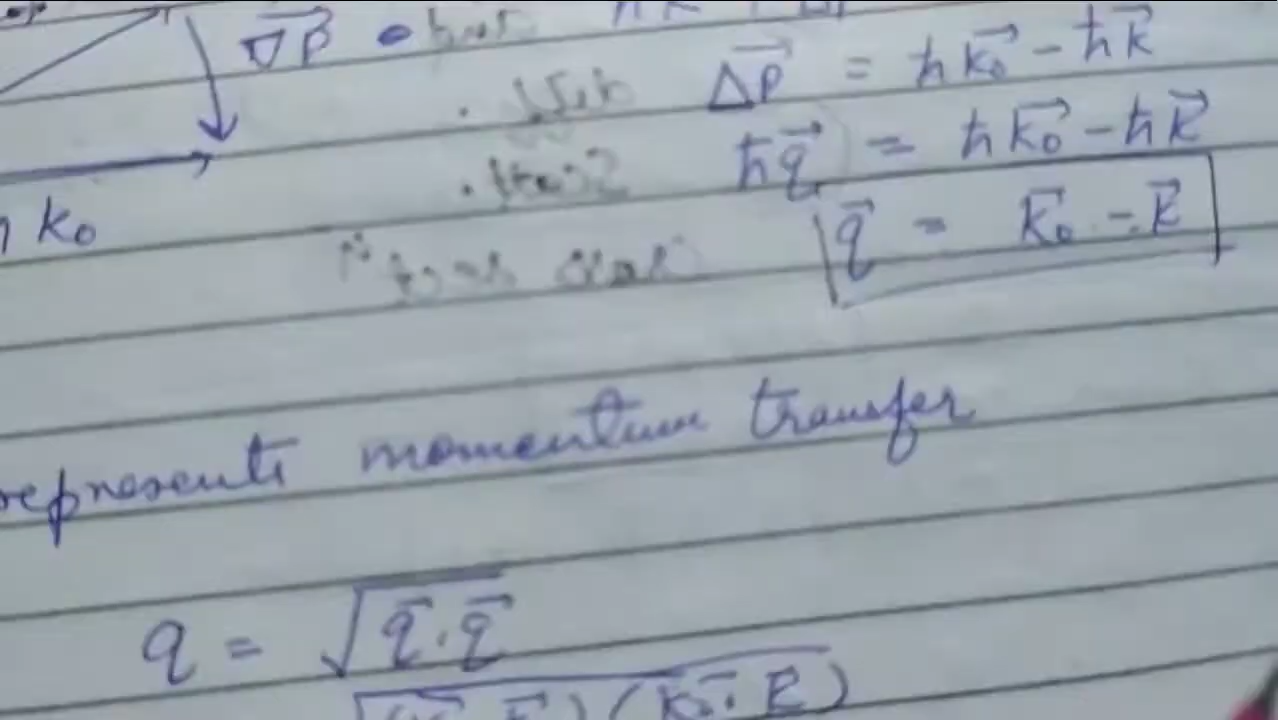 ∇p⃗
Δp⃗ = ħk₀⃗ - ħk⃗
ħq⃗ = ħk₀⃗ - ħk⃗
k₀
q⃗ = k₀⃗ - k⃗
represents momentum transfer
q = √(q⃗.q⃗)